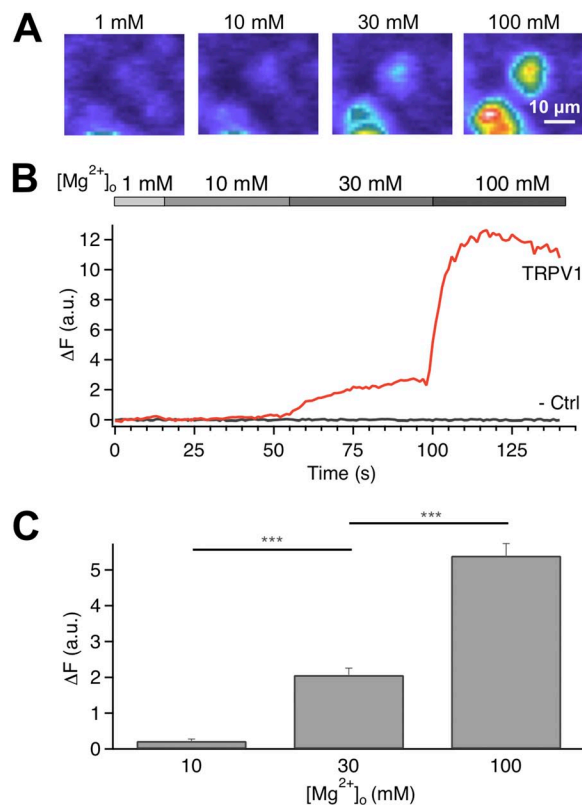 A
1 mM 10 mM 30 mM 100 mM
10 µm
B
[Mg²⁺]ₒ 1 mM 10 mM 30 mM 100 mM
12
10
8
6
4
2
0
ΔF (a.u.)
TRPV1
- Ctrl
0 25 50 75 100 125
Time (s)
C
***
***
5
4
3
2
1
0
ΔF (a.u.)
10 30 100
[Mg²⁺]ₒ (mM)